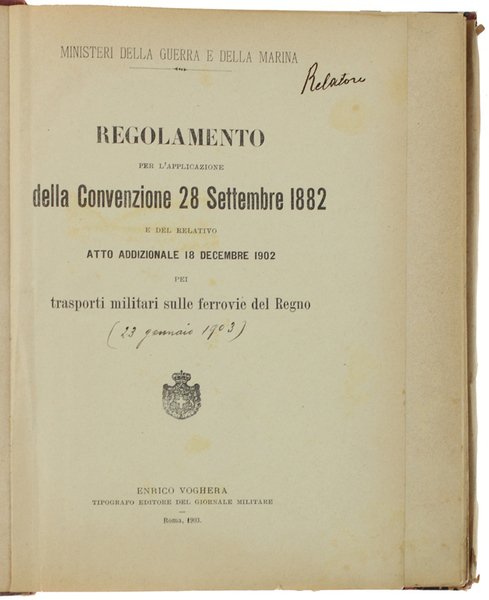 MINISTERI DELLA GUERRA E DELLA MARINA
Relatore
REGOLAMENTO
PER L'APPLICAZIONE
della Convenzione 28 Settembre 1882
E DEL RELATIVO
ATTO ADDIZIONALE 18 DECEMBRE 1902
PEI
trasporti militari sulle ferrovie del Regno
(23 gennaio 1903)
ENRICO VOGHERA
TIPOGRAFO EDITORE DEL GIORNALE MILITARE
Roma, 1903.